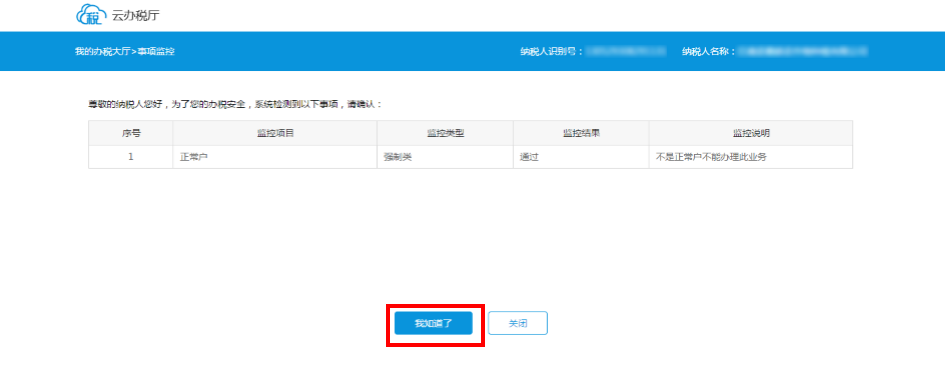 税 云办税厅
我的办税大厅>事项监控 纳税人识别号： 纳税人名称：
尊敬的纳税人您好，为了您的办税安全，系统检测到以下事项，请确认：
序号 监控项目 监控类型 监控结果 监控说明
1 正常户 强制类 通过 不是正常户不能办理此业务
我知道了 关闭